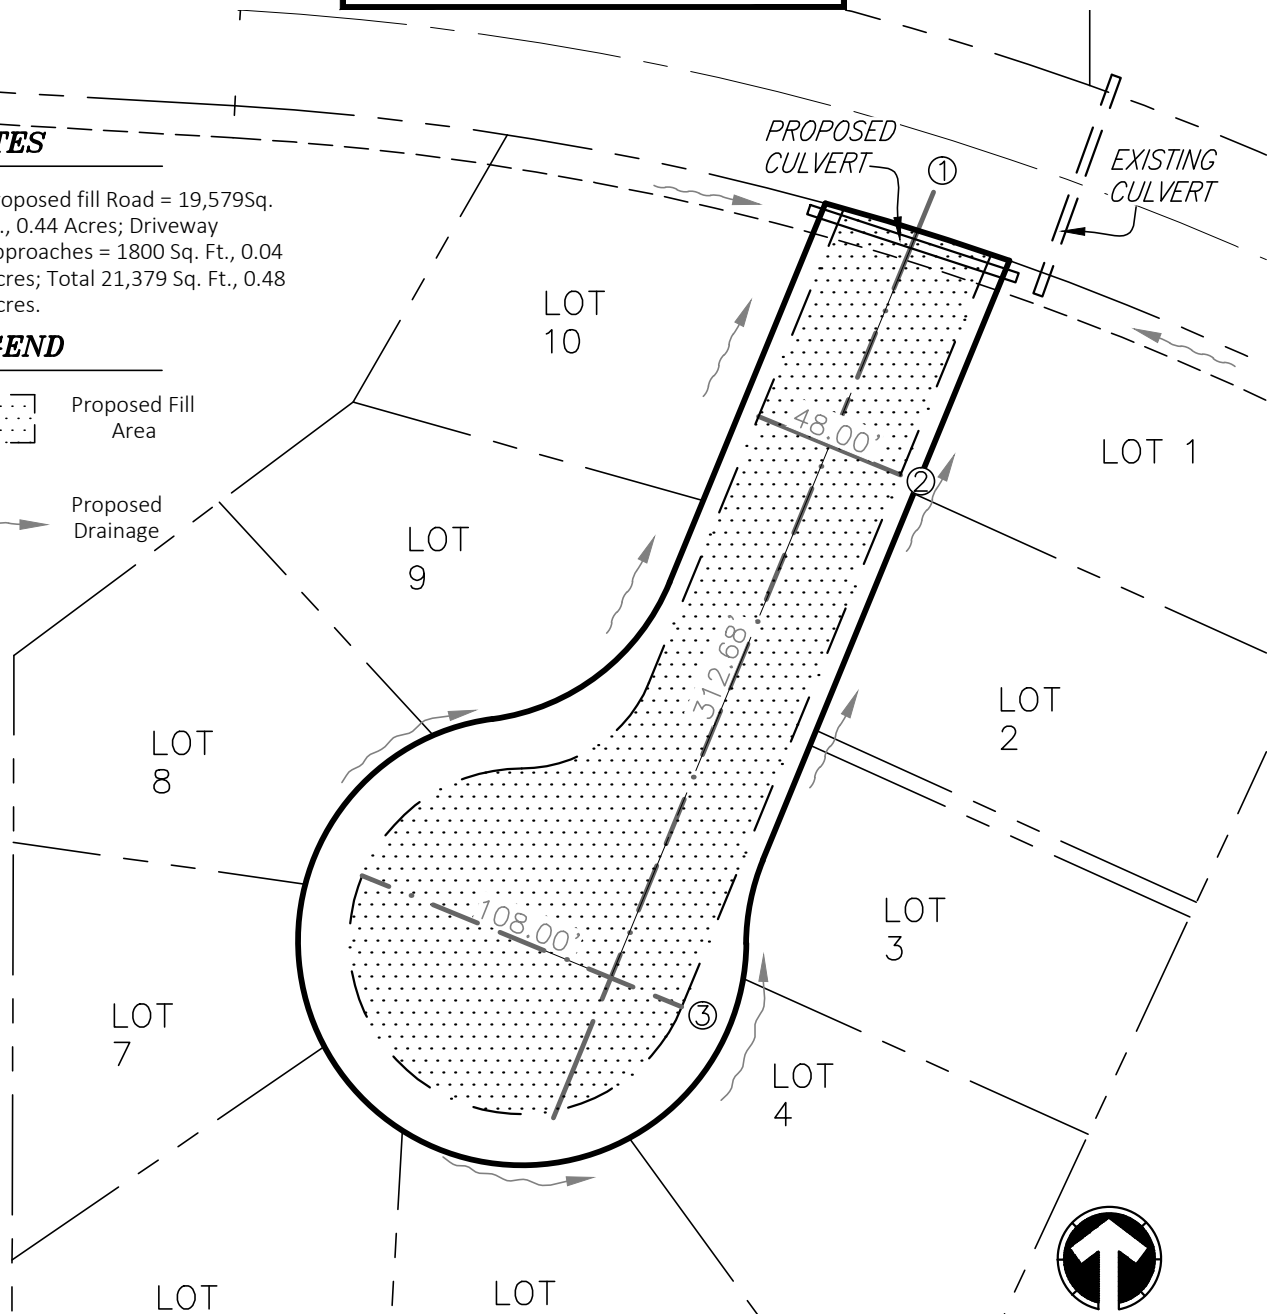 TES
roposed fill Road = 19,579Sq.
., 0.44 Acres; Driveway
pproaches = 1800 Sq. Ft., 0.04
cres; Total 21,379 Sq. Ft., 0.48
cres.
GEND
Proposed Fill
Area
Proposed
Drainage
PROPOSED
CULVERT
1
EXISTING
CULVERT
LOT
10
48.00'
2
LOT 1
LOT
9
312.68'
LOT
2
LOT
8
108.00'
LOT
3
3
LOT
7
LOT
4
LOT
LOT